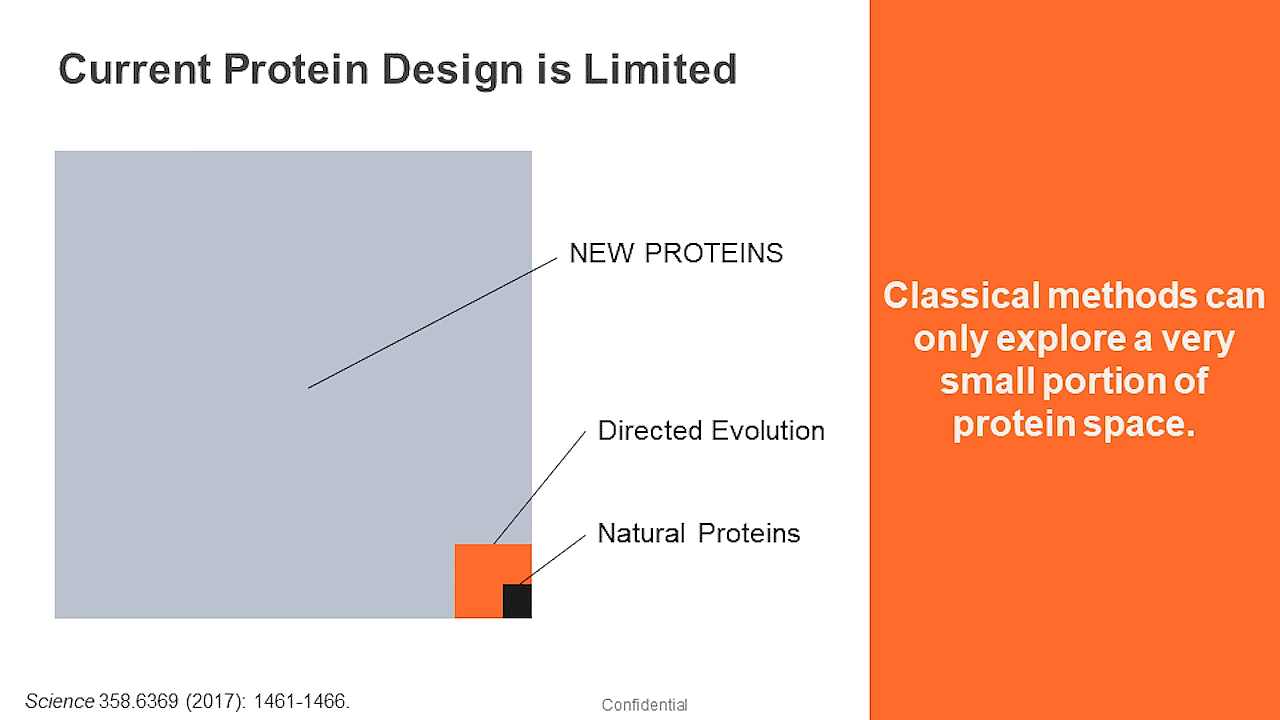 Current Protein Design is Limited
NEW PROTEINS
Directed Evolution
Natural Proteins
Classical methods can
only explore a very
small portion of
protein space.
Science 358.6369 (2017): 1461-1466.
Confidential